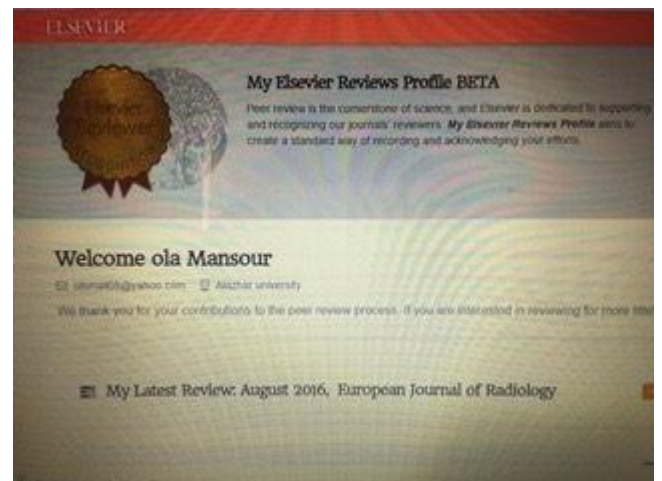 ELSEVIER
Elsevier
Reviewer
Recognition
My Elsevier Reviews Profile BETA
Peer review is the cornerstone of science, and Elsevier is dedicated to supporting
and recognizing our journals' reviewers. My Elsevier Reviews Profile aims to
create a standard way of recording and acknowledging your efforts.
Welcome ola Mansour
Alazhar university
We thank you for your contributions to the peer review process. If you are interested in reviewing for more
My Latest Review: August 2016, European Journal of Radiology